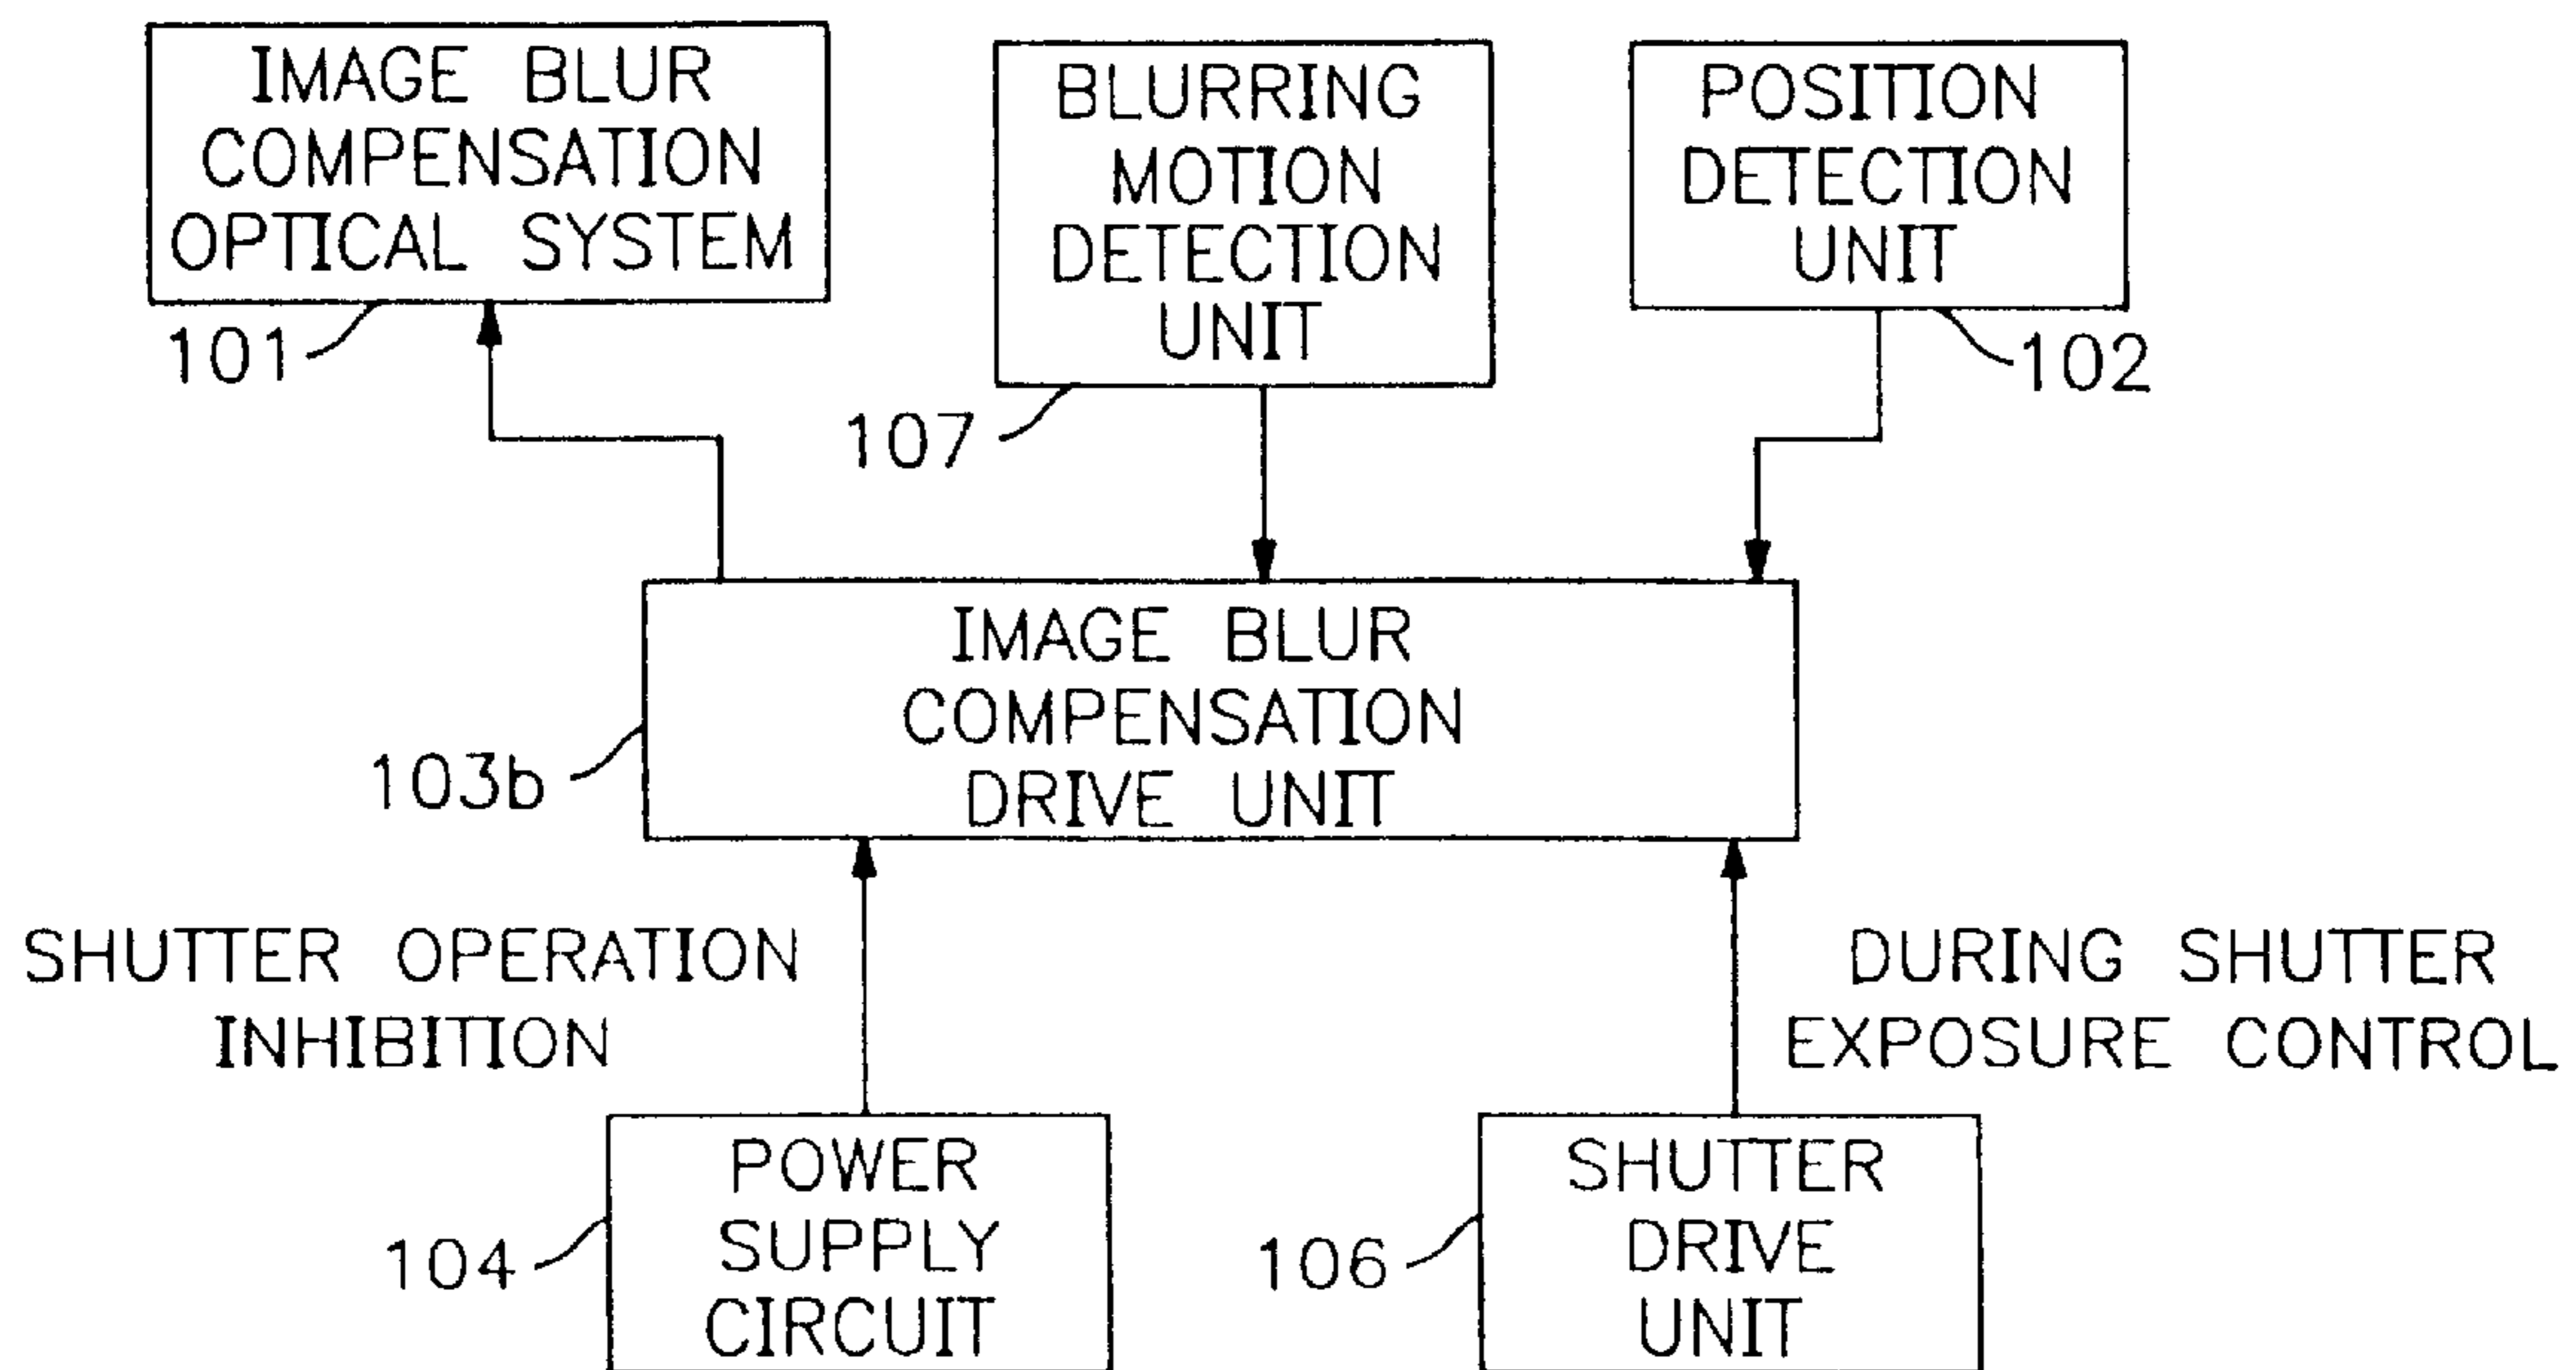 IMAGE BLUR
COMPENSATION
OPTICAL SYSTEM
101
BLURRING
MOTION
DETECTION
UNIT
107
POSITION
DETECTION
UNIT
102
IMAGE BLUR
COMPENSATION
DRIVE UNIT
103b
SHUTTER OPERATION
INHIBITION
DURING SHUTTER
EXPOSURE CONTROL
POWER
SUPPLY
CIRCUIT
104
SHUTTER
DRIVE
UNIT
106